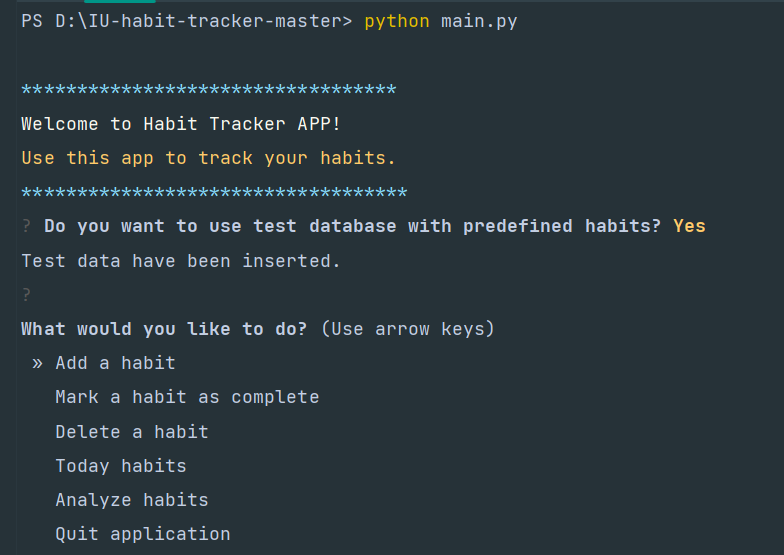 PS D:\IU-habit-tracker-master> python main.py
**********************************
Welcome to Habit Tracker APP!
Use this app to track your habits.
***********************************
? Do you want to use test database with predefined habits? Yes
Test data have been inserted.
?
What would you like to do? (Use arrow keys)
» Add a habit
Mark a habit as complete
Delete a habit
Today habits
Analyze habits
Quit application